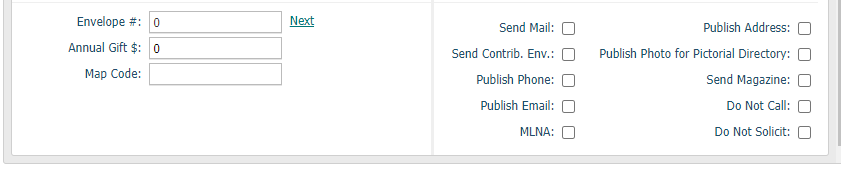 Envelope #: 0 Next
Annual Gift $: 0
Map Code:
Send Mail: Publish Address:
Send Contrib. Env.: Publish Photo for Pictorial Directory:
Publish Phone: Send Magazine:
Publish Email: Do Not Call:
MLNA: Do Not Solicit: